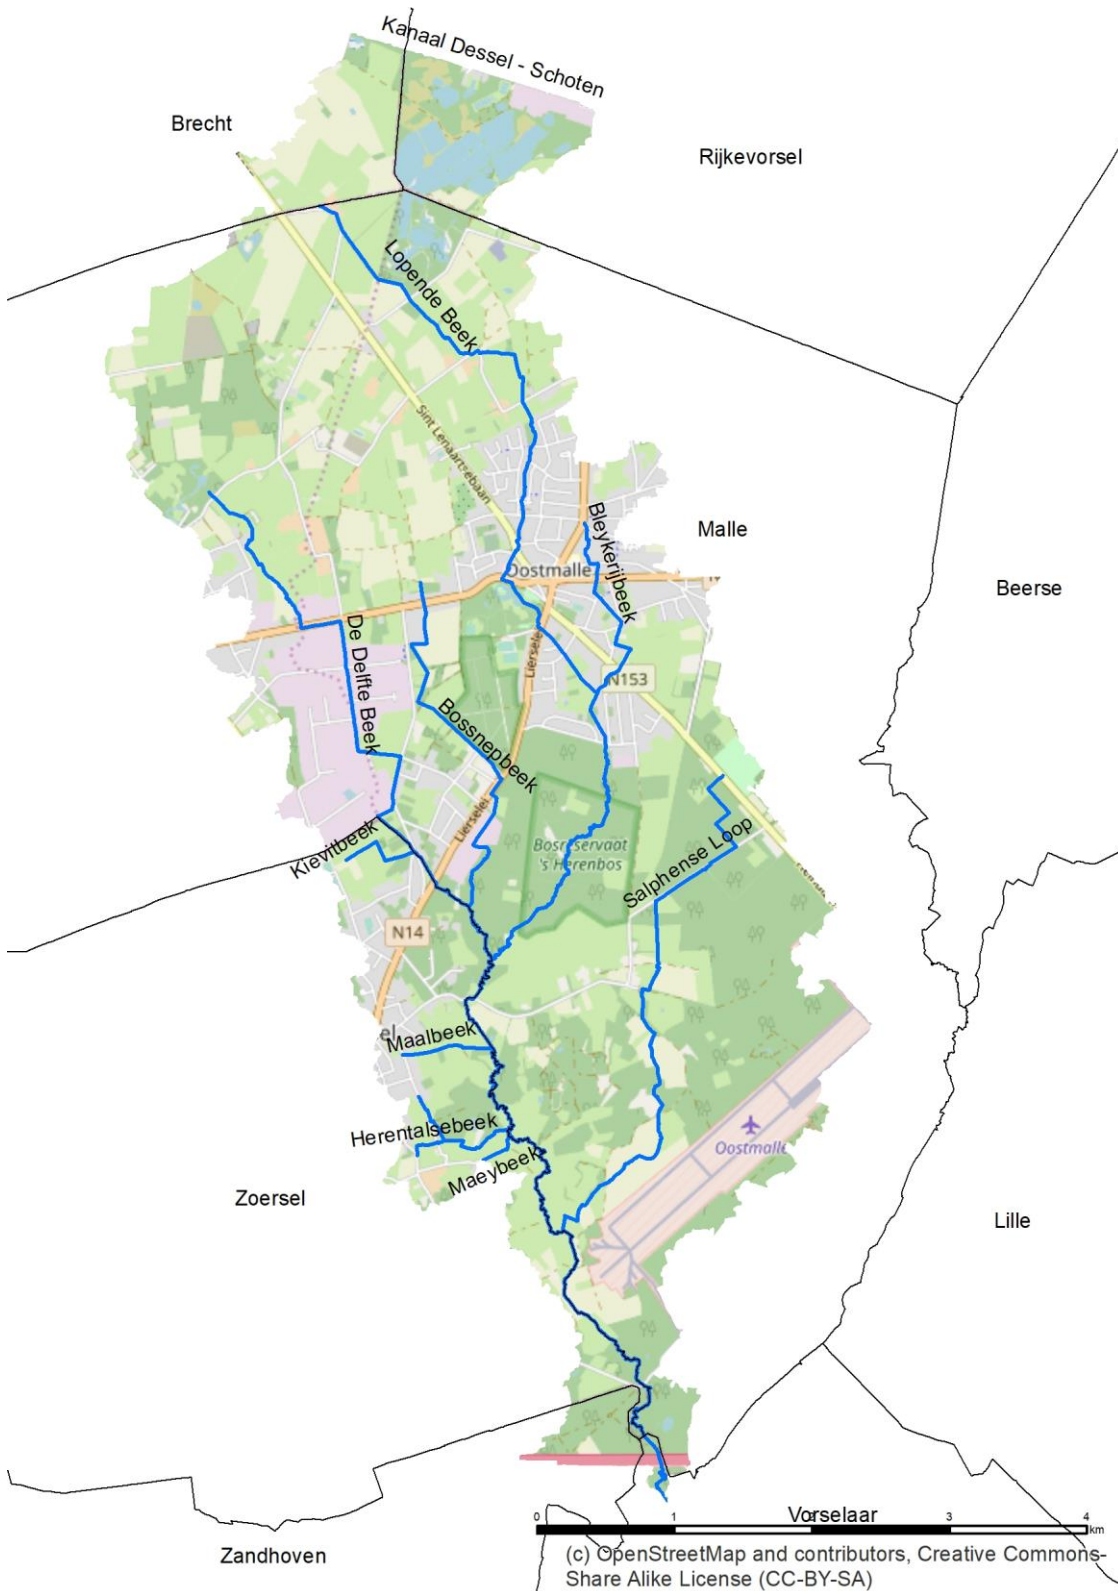 Kanaal Dessel - Schoten
Brecht
Rijkevorsel
Lopende Beek
Sint Lenaartsebaan
Malle
Bleykerijbeek
Oostmalle
Beerse
De Delfte Beek
Lierselei
N153
Bossnepbeek
Lierselei
Kievitbeek
Bosreservaat
's Herenbos
Salphense Loop
N14
el
Maalbeek
Herentalsebeek
Oostmalle
Maeybeek
Zoersel
Lille
Vorselaar
0 1 2 3 4
km
Zandhoven
(c) OpenStreetMap and contributors, Creative Commons-
Share Alike License (CC-BY-SA)